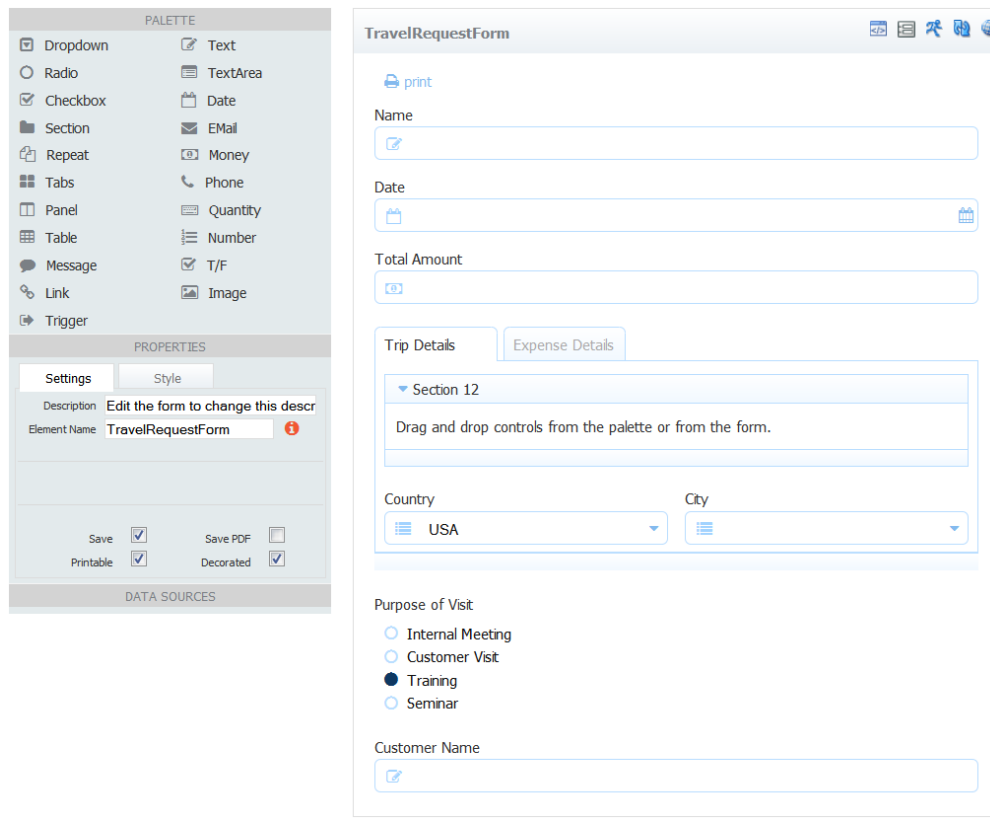 PALETTE
Dropdown Text
Radio TextArea
Checkbox Date
Section EMail
Repeat Money
Tabs Phone
Panel Quantity
Table Number
Message T/F
Link Image
Trigger
PROPERTIES
Settings Style
Description Edit the form to change this descr
Element Name TravelRequestForm
Save Save PDF
Printable Decorated
DATA SOURCES
TravelRequestForm
print
Name
Date
Total Amount
Trip Details Expense Details
Section 12
Drag and drop controls from the palette or from the form.
Country City
USA
Purpose of Visit
Internal Meeting
Customer Visit
Training
Seminar
Customer Name